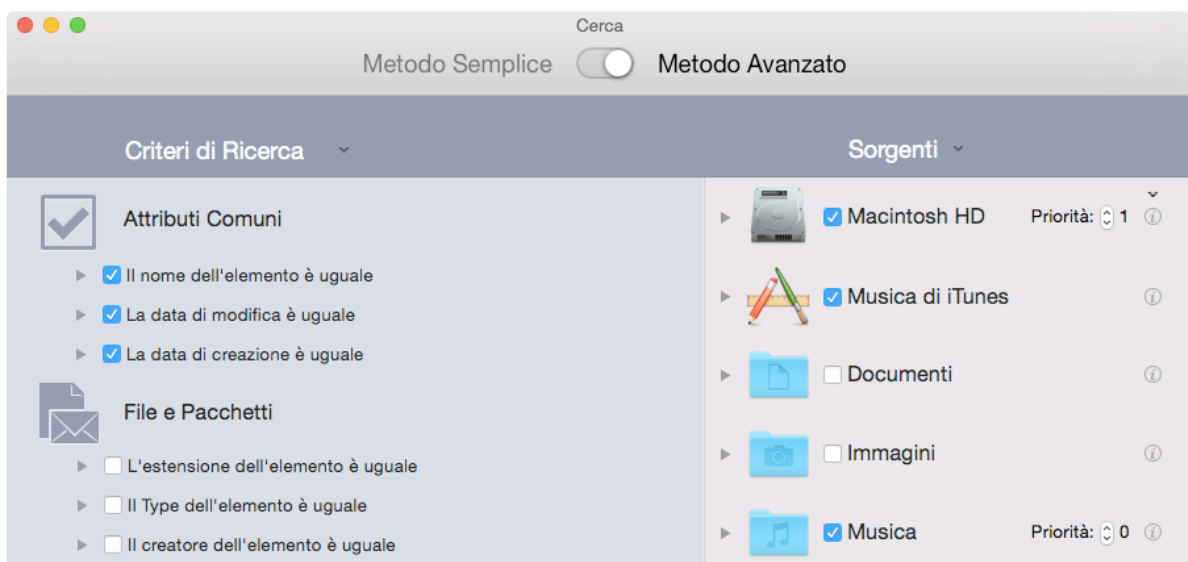 Cerca
Metodo Semplice Metodo Avanzato
Criteri di Ricerca
Attributi Comuni
Il nome dell'elemento è uguale
La data di modifica è uguale
La data di creazione è uguale
File e Pacchetti
L'estensione dell'elemento è uguale
Il Type dell'elemento è uguale
Il creatore dell'elemento è uguale
Sorgenti
Macintosh HD Priorità: 1
Musica di iTunes
Documenti
Immagini
Musica Priorità: 0